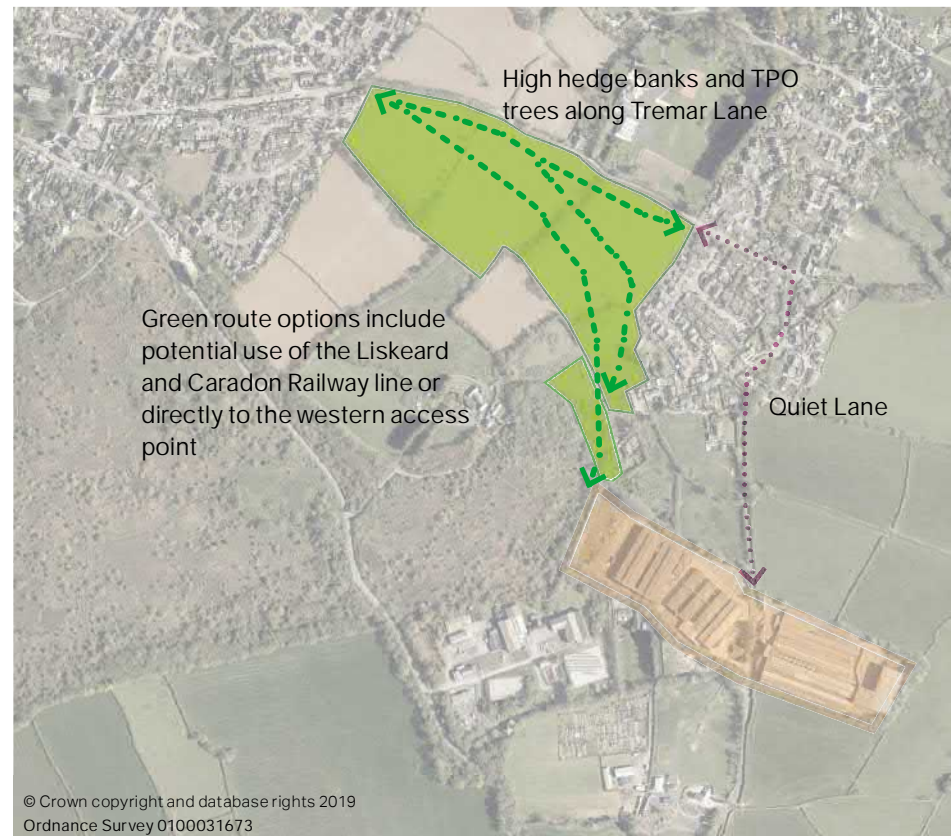 High hedge banks and TPO
trees along Tremar Lane
Green route options include
potential use of the Liskeard
and Caradon Railway line or
directly to the western access
point
Quiet Lane
© Crown copyright and database rights 2019
Ordnance Survey 0100031673